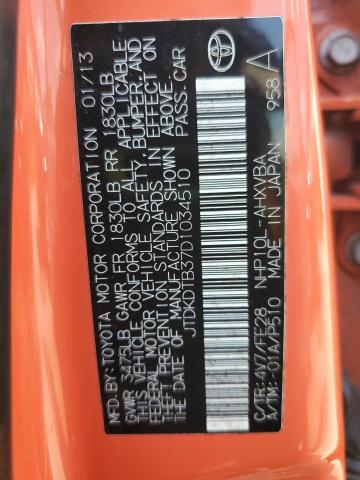 MFD.BY: TOYOTA MOTOR CORPORATION 01/13
GVWR 3475LB GAWR FR 1830LB RR 1830LB
THIS VEHICLE CONFORMS TO ALL APPLICABLE
FEDERAL MOTOR VEHICLE SAFETY, BUMPER, AND THEFT
PREVENTION STANDARDS IN EFFECT ON
THE DATE OF MANUFACTURE SHOWN ABOVE.
JTDKDTB37D1034510 PASS.CAR
C/TR: 4V7/FE28 NHP10L-AHXVBA
A/TM: -01A/P510 MADE IN JAPAN 958 A